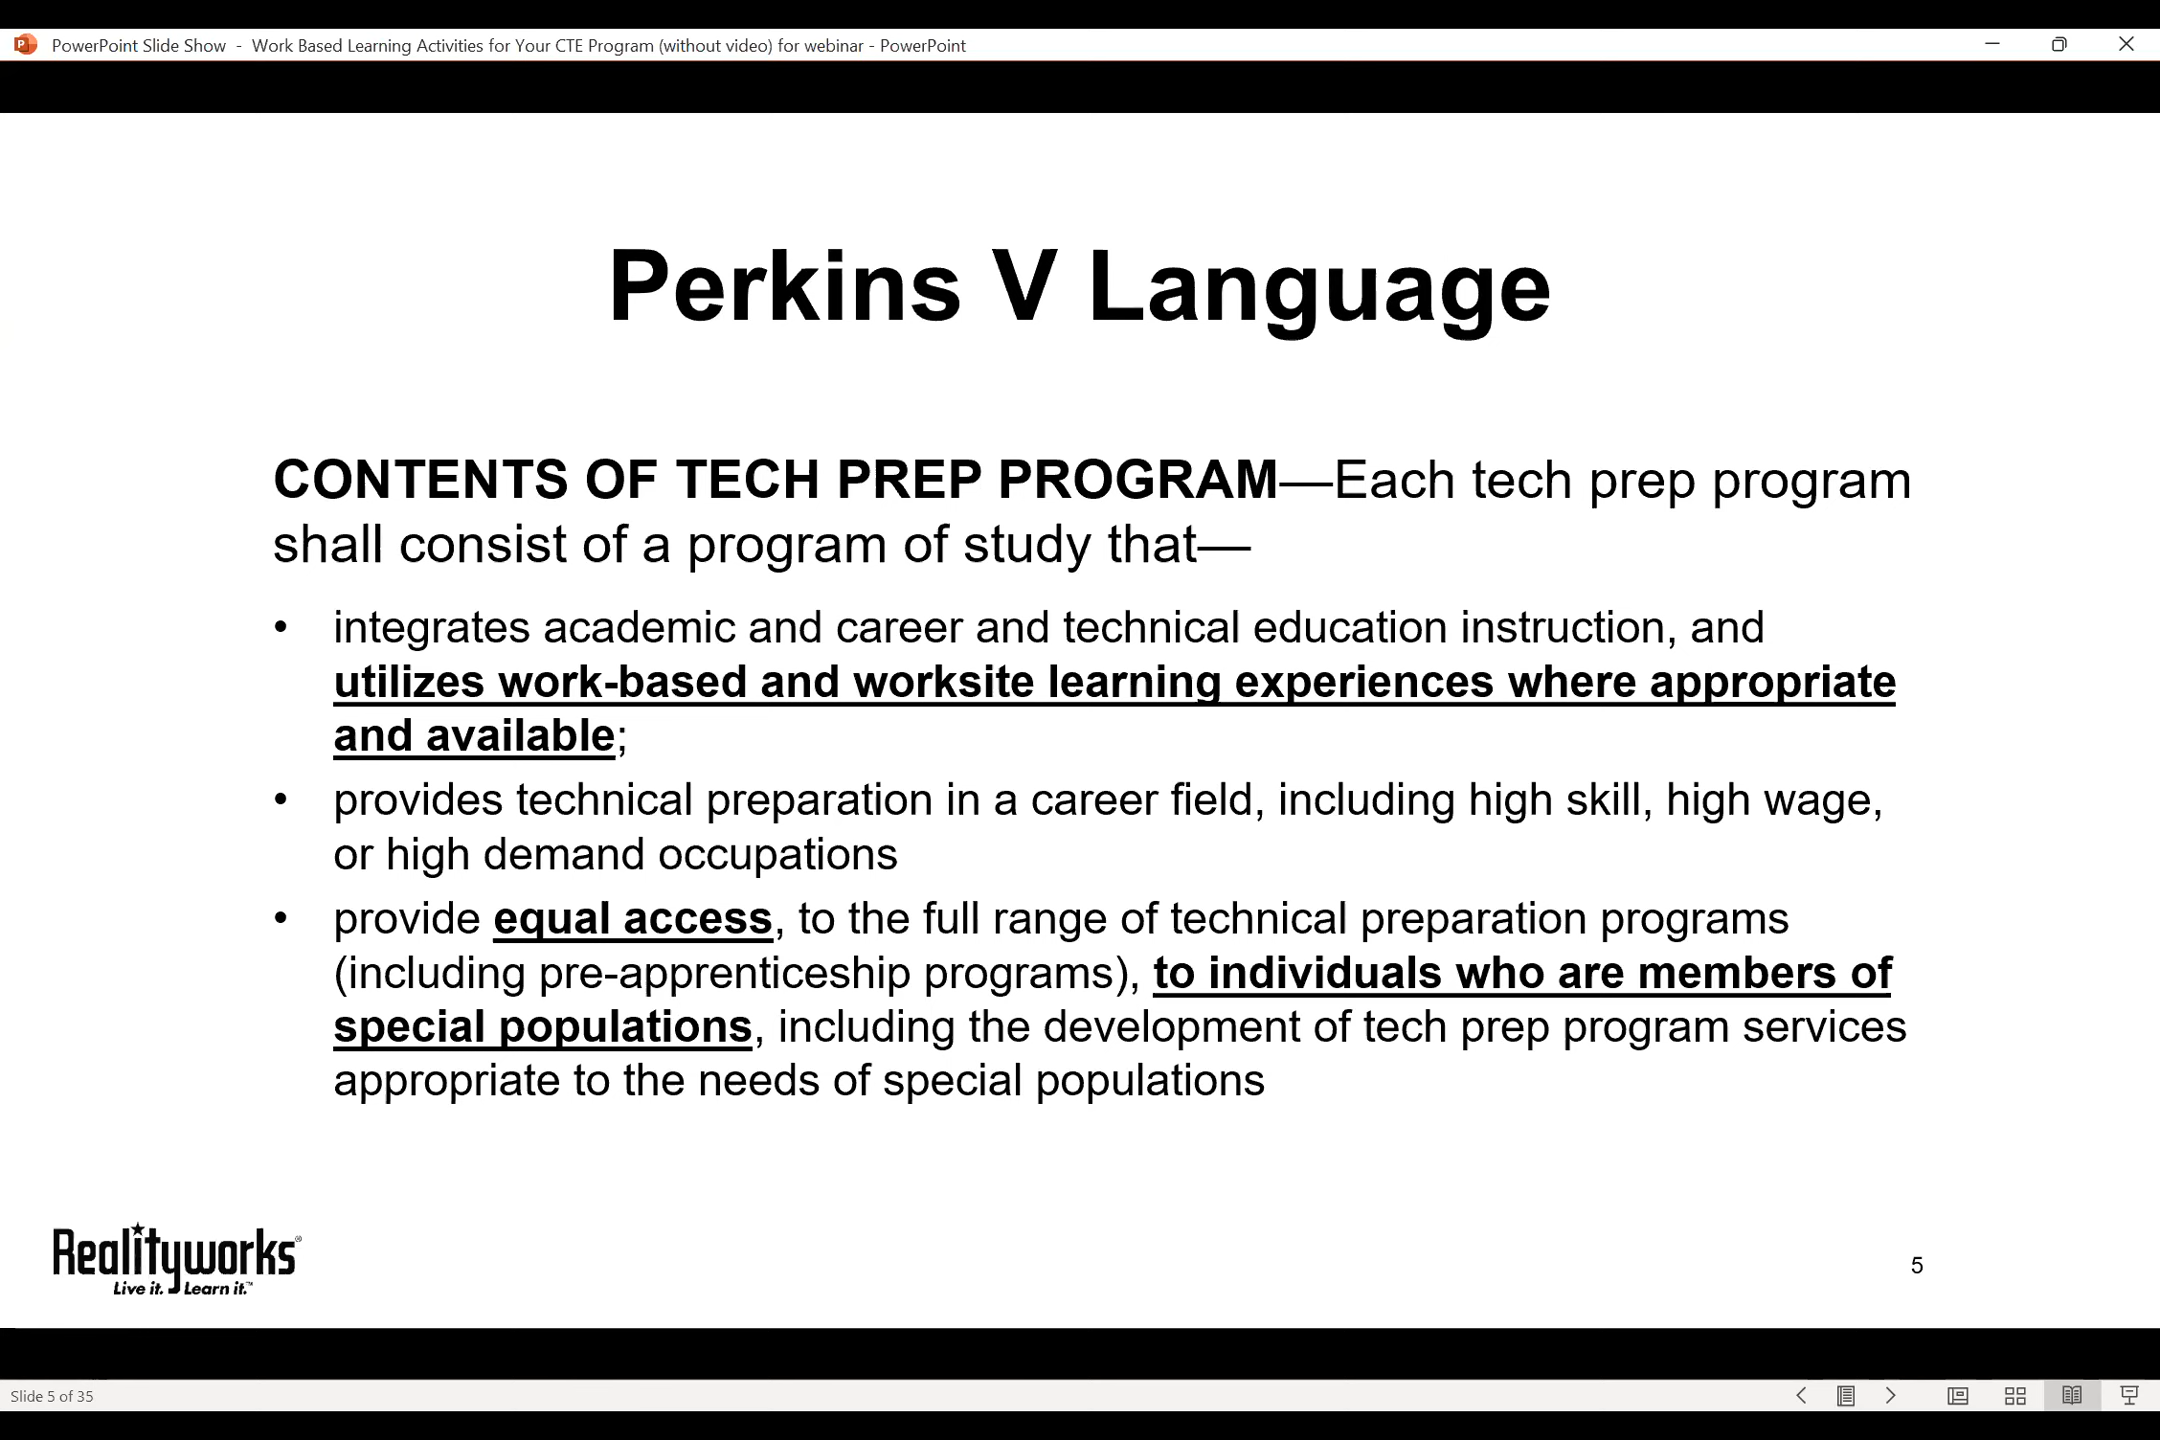 PowerPoint Slide Show - Work Based Learning Activities for Your CTE Program (without video) for webinar - PowerPoint
Perkins V Language
CONTENTS OF TECH PREP PROGRAM—Each tech prep program
shall consist of a program of study that—
• integrates academic and career and technical education instruction, and
utilizes work-based and worksite learning experiences where appropriate
and available;
• provides technical preparation in a career field, including high skill, high wage,
or high demand occupations
• provide equal access, to the full range of technical preparation programs
(including pre-apprenticeship programs), to individuals who are members of
special populations, including the development of tech prep program services
appropriate to the needs of special populations
Realityworks®
Live it. Learn it.™
5
Slide 5 of 35